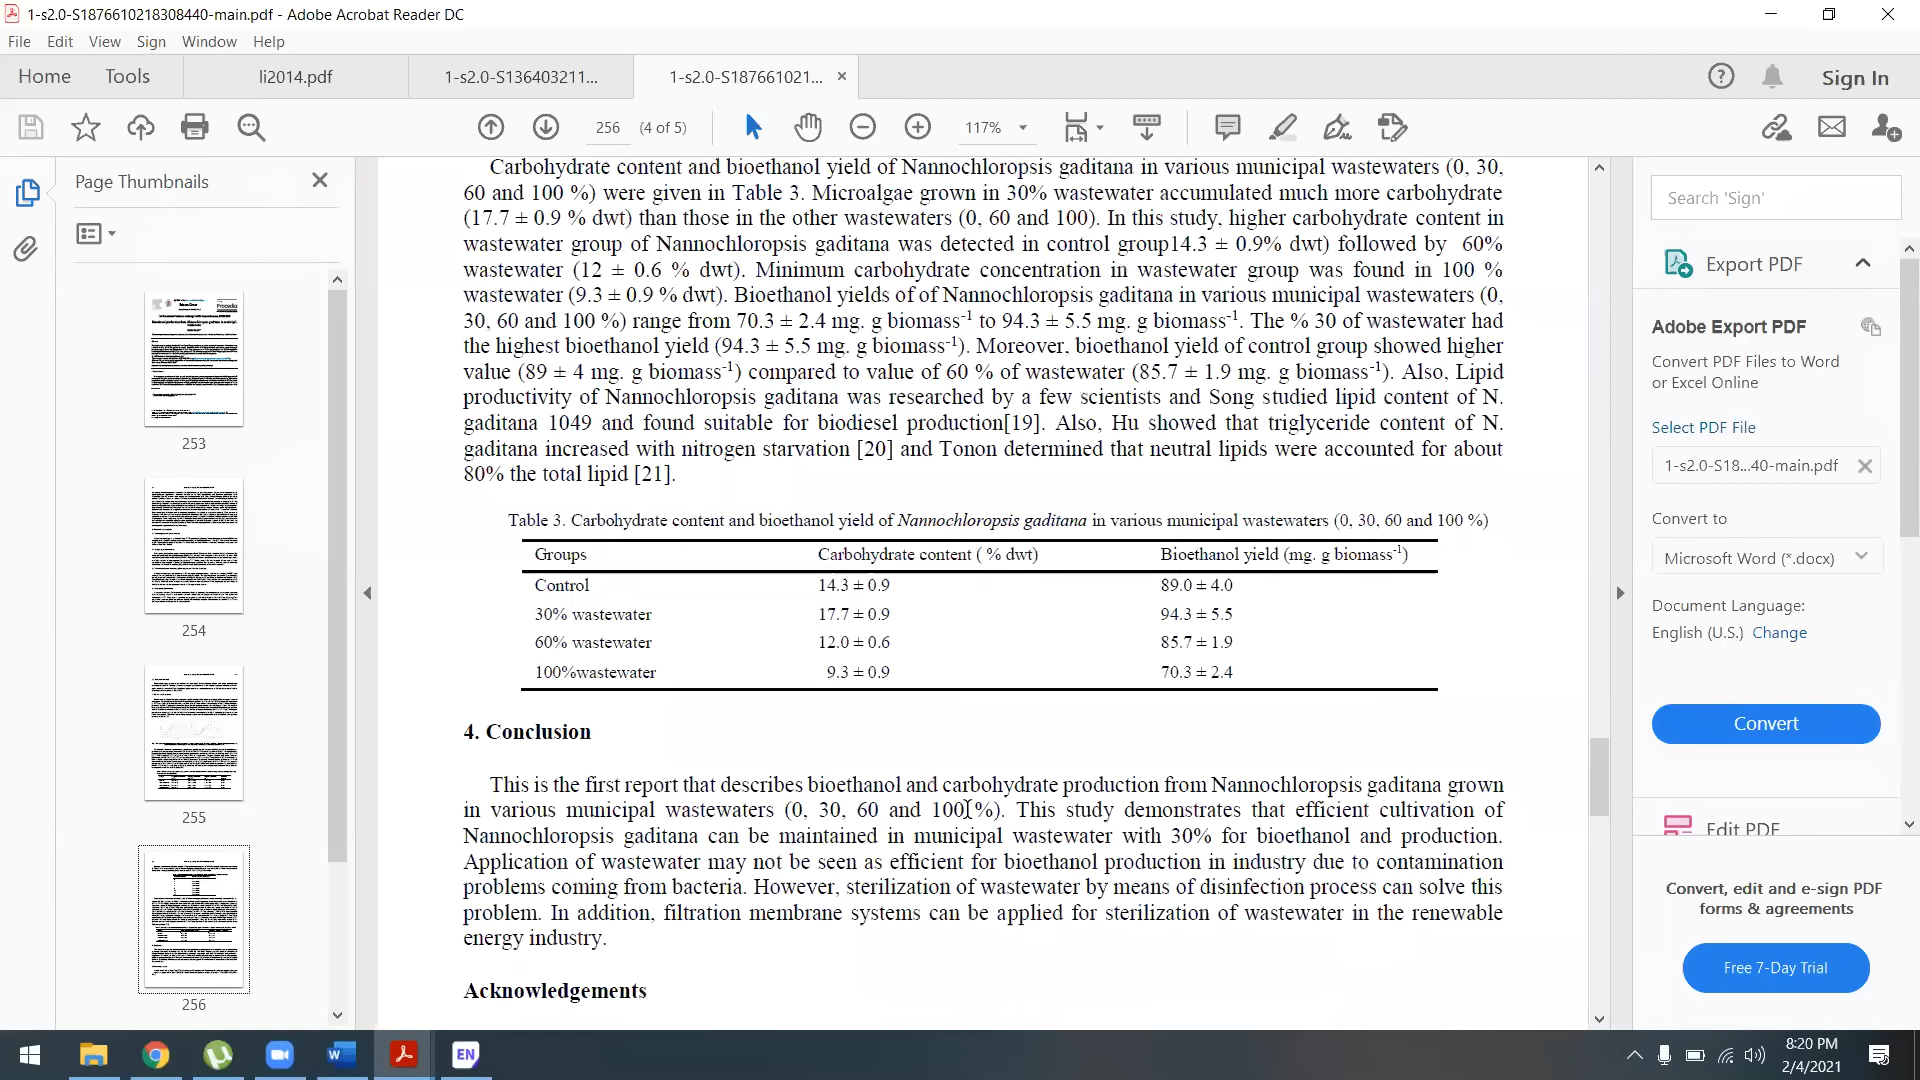 1-s2.0-S1876610218308440-main.pdf - Adobe Acrobat Reader DC
File Edit View Sign Window Help
Home Tools li2014.pdf 1-s2.0-S136403211... 1-s2.0-S187661021... × Sign In
256 (4 of 5) 117%
Page Thumbnails
253
254
255
256
Carbohydrate content and bioethanol yield of Nannochloropsis gaditana in various municipal wastewaters (0, 30,
60 and 100 %) were given in Table 3. Microalgae grown in 30% wastewater accumulated much more carbohydrate
(17.7 ± 0.9 % dwt) than those in the other wastewaters (0, 60 and 100). In this study, higher carbohydrate content in
wastewater group of Nannochloropsis gaditana was detected in control group14.3 ± 0.9% dwt) followed by 60%
wastewater (12 ± 0.6 % dwt). Minimum carbohydrate concentration in wastewater group was found in 100 %
wastewater (9.3 ± 0.9 % dwt). Bioethanol yields of of Nannochloropsis gaditana in various municipal wastewaters (0,
30, 60 and 100 %) range from 70.3 ± 2.4 mg. g biomass⁻¹ to 94.3 ± 5.5 mg. g biomass⁻¹. The % 30 of wastewater had
the highest bioethanol yield (94.3 ± 5.5 mg. g biomass⁻¹). Moreover, bioethanol yield of control group showed higher
value (89 ± 4 mg. g biomass⁻¹) compared to value of 60 % of wastewater (85.7 ± 1.9 mg. g biomass⁻¹). Also, Lipid
productivity of Nannochloropsis gaditana was researched by a few scientists and Song studied lipid content of N.
gaditana 1049 and found suitable for biodiesel production[19]. Also, Hu showed that triglyceride content of N.
gaditana increased with nitrogen starvation [20] and Tonon determined that neutral lipids were accounted for about
80% the total lipid [21].
Table 3. Carbohydrate content and bioethanol yield of Nannochloropsis gaditana in various municipal wastewaters (0, 30, 60 and 100 %)
Groups Carbohydrate content ( % dwt) Bioethanol yield (mg. g biomass⁻¹)
Control 14.3 ± 0.9 89.0 ± 4.0
30% wastewater 17.7 ± 0.9 94.3 ± 5.5
60% wastewater 12.0 ± 0.6 85.7 ± 1.9
100%wastewater 9.3 ± 0.9 70.3 ± 2.4
4. Conclusion
This is the first report that describes bioethanol and carbohydrate production from Nannochloropsis gaditana grown
in various municipal wastewaters (0, 30, 60 and 100 %). This study demonstrates that efficient cultivation of
Nannochloropsis gaditana can be maintained in municipal wastewater with 30% for bioethanol and production.
Application of wastewater may not be seen as efficient for bioethanol production in industry due to contamination
problems coming from bacteria. However, sterilization of wastewater by means of disinfection process can solve this
problem. In addition, filtration membrane systems can be applied for sterilization of wastewater in the renewable
energy industry.
Acknowledgements
Search 'Sign'
Export PDF
Adobe Export PDF
Convert PDF Files to Word
or Excel Online
Select PDF File
1-s2.0-S18...40-main.pdf
Convert to
Microsoft Word (*.docx)
Document Language:
English (U.S.) Change
Convert
Edit PDF
Convert, edit and e-sign PDF
forms & agreements
Free 7-Day Trial
EN
8:20 PM
2/4/2021